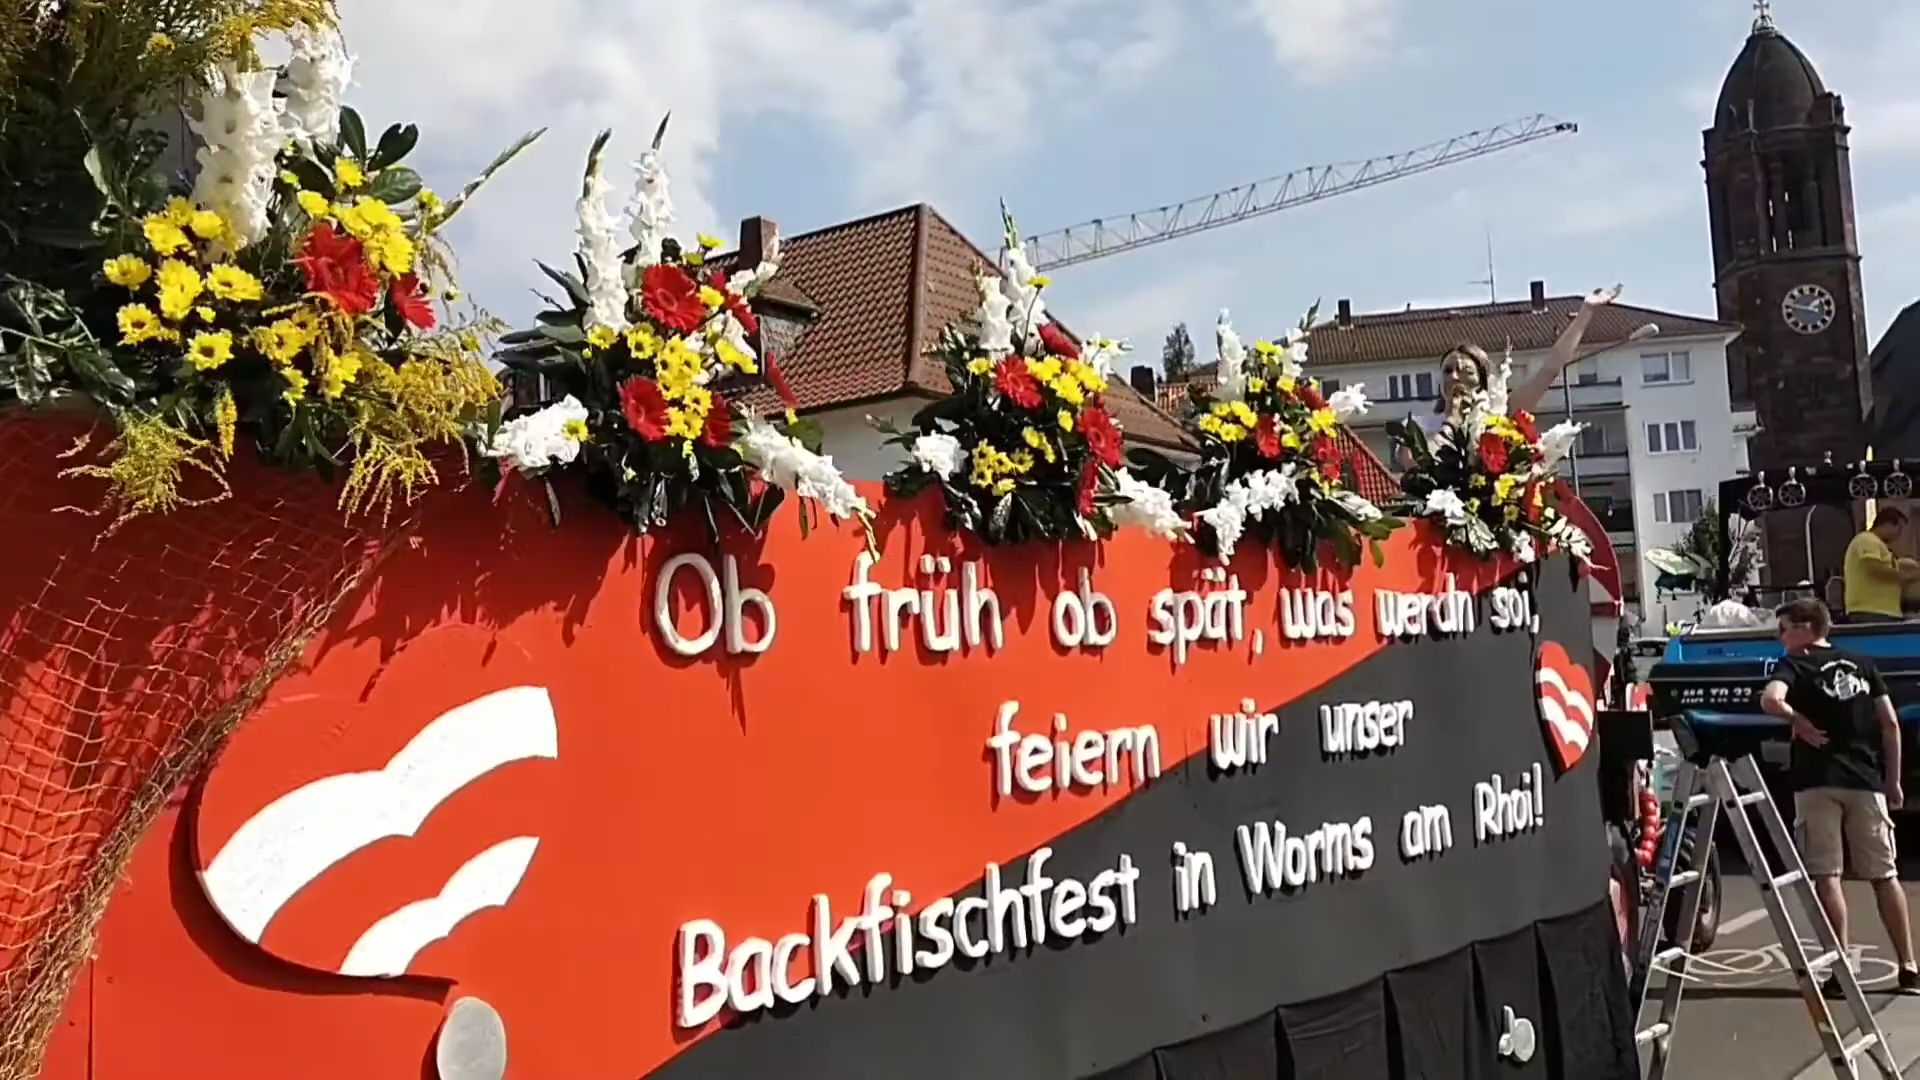 Ob früh ob spät, was werdn soi,
feiern wir unser
Backfischfest in Worms am Rhoi!